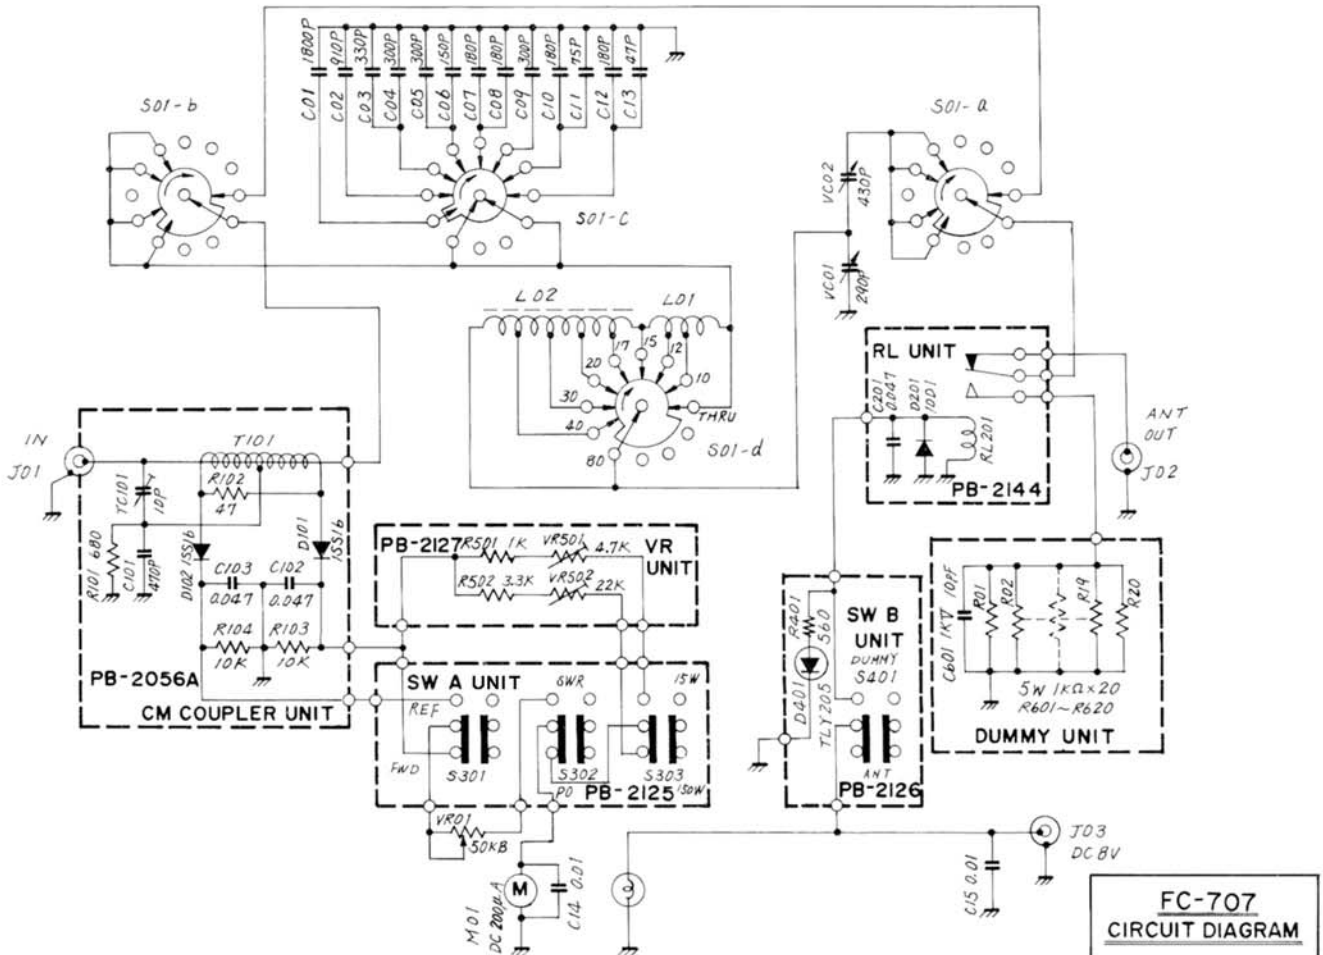 1800P
910P
330P
300P
300P
150P
180P
180P
300P
180P
75P
180P
47P
C01
C02
C03
C04
C05
C06
C07
C08
C09
C10
C11
C12
C13
S01-b
S01-c
S01-a
VC02
430P
VC01
290P
L02
L01
17
15
12
20
10
30
THRU
40
80
S01-d
IN
J01
T101
TC101
10P
R102
47
R101 680
C101
470P
D102 1SS16
D101
1SS16
C103
0.047
C102
0.047
R104
10K
R103
10K
PB-2056A
CM COUPLER UNIT
PB-2127
R501 1K
VR501
4.7K
R502 3.3K
VR502
22K
VR
UNIT
SW A UNIT
REF
FWD
S301
SWR
S302
PO
15W
S303
150W
PB-2125
VR01
50KB
M
M01
DC 200μA
C14 0.01
RL UNIT
C201
0.047
D201
10D1
RL201
PB-2144
ANT
OUT
J02
R401
560
D401
TLY205
SW B
UNIT
DUMMY
S401
ANT
PB-2126
C601 1KV 10PF
R01
R02
R19
R20
5W 1KΩ×20
R601~R620
DUMMY UNIT
J03
DC 8V
C15 0.01
FC-707
CIRCUIT DIAGRAM